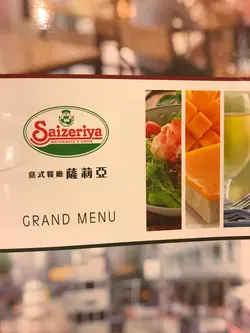 Saizeriya
RISTORANTE E CAFFÈ
意式餐廳 薩莉亞
GRAND MENU